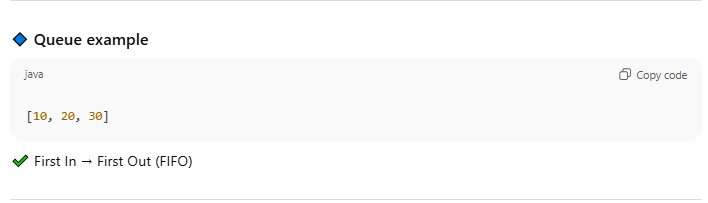 Queue example
java
Copy code
[10, 20, 30]
First In → First Out (FIFO)